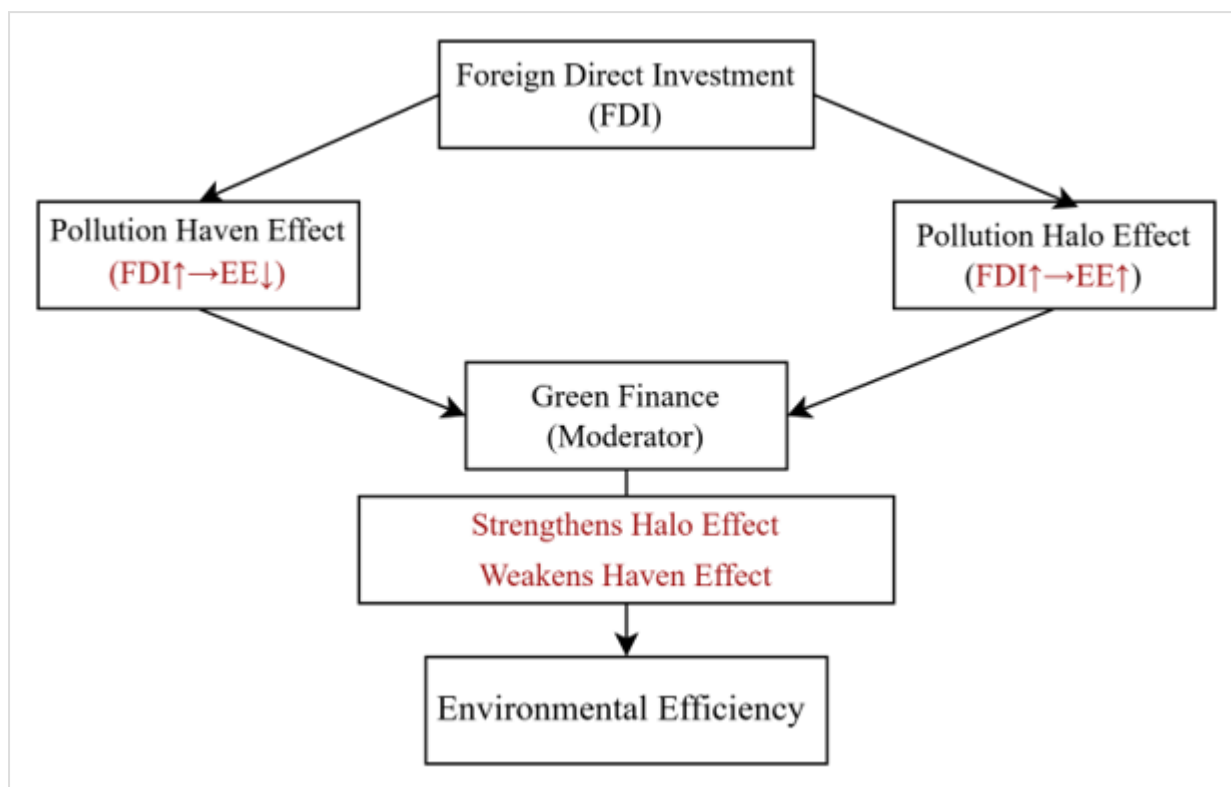 Foreign Direct Investment
(FDI)
Pollution Haven Effect
(FDI↑→EE↓)
Pollution Halo Effect
(FDI↑→EE↑)
Green Finance
(Moderator)
Strengthens Halo Effect
Weakens Haven Effect
Environmental Efficiency